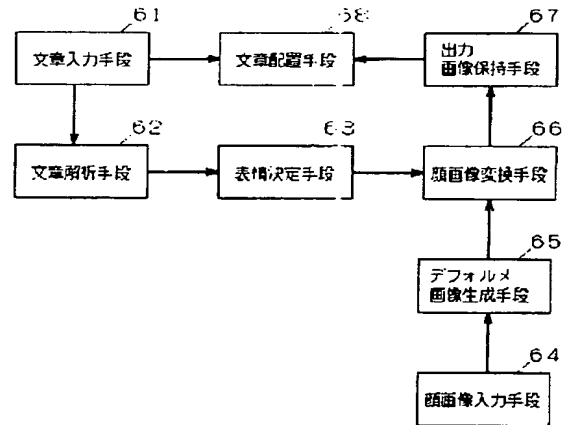 61
文章入力手段
68
文章配置手段
67
出力
画像保持手段
62
文章解析手段
63
表情決定手段
66
顔画像変換手段
65
デフォルメ
画像生成手段
64
顔画像入力手段